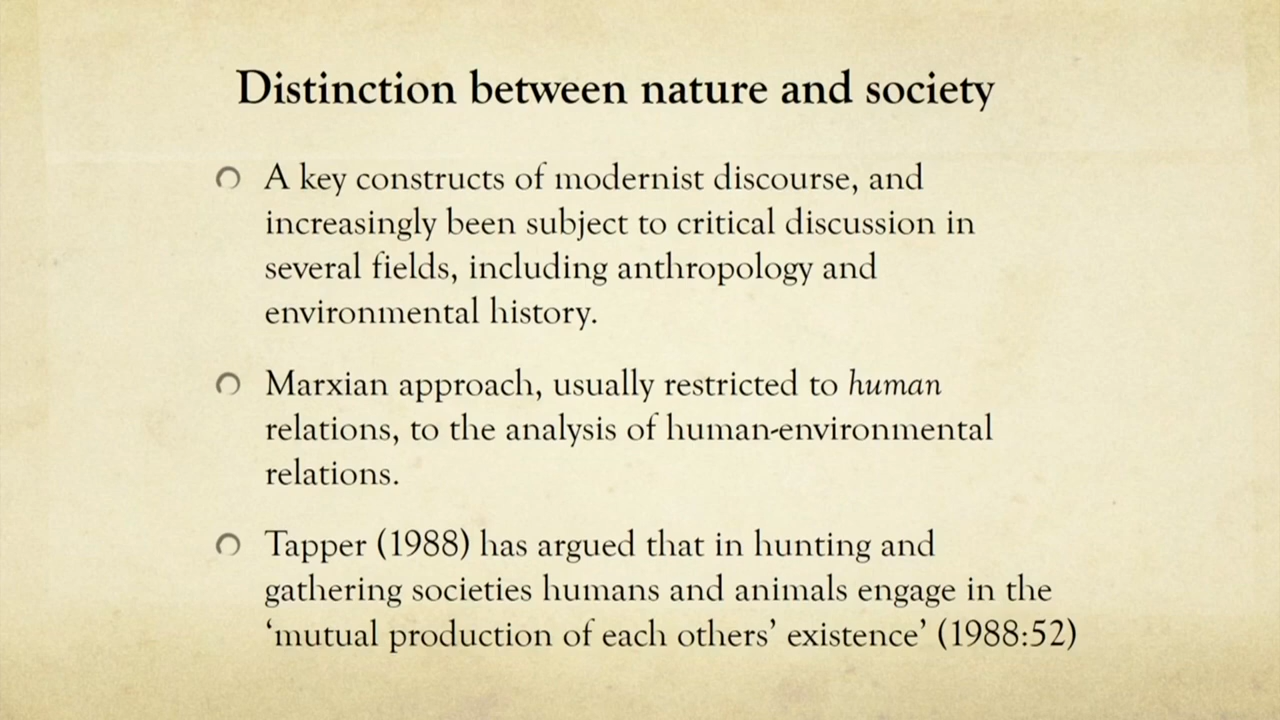 Distinction between nature and society
A key constructs of modernist discourse, and
increasingly been subject to critical discussion in
several fields, including anthropology and
environmental history.
Marxian approach, usually restricted to human
relations, to the analysis of human-environmental
relations.
Tapper (1988) has argued that in hunting and
gathering societies humans and animals engage in the
‘mutual production of each others’ existence’ (1988:52)